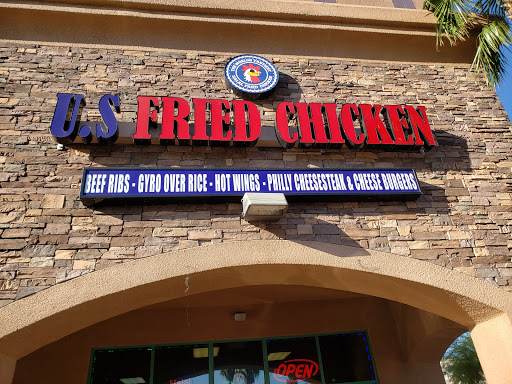 U.S FRIED CHICKEN
BEEF RIBS - GYRO OVER RICE - HOT WINGS - PHILLY CHEESESTEAK & CHEESE BURGERS
OPEN